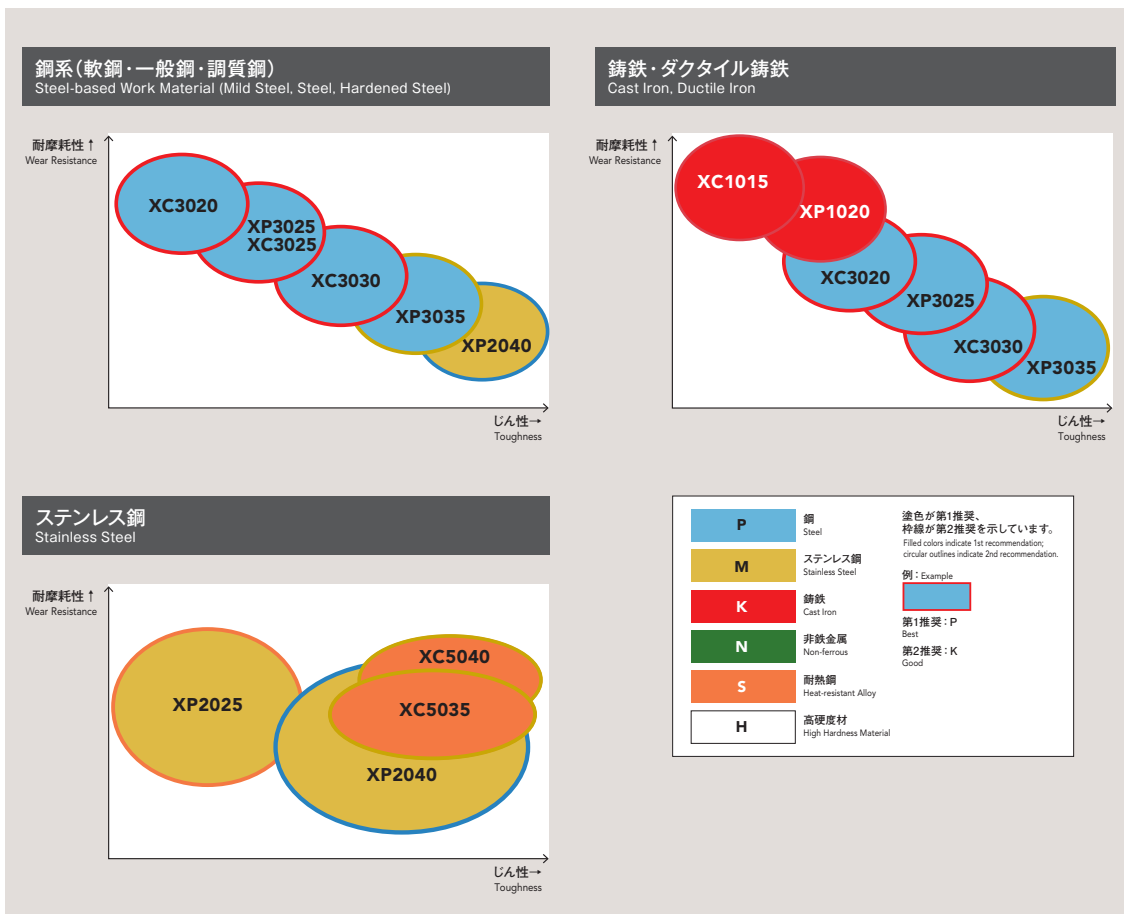 鋼系（軟鋼・一般鋼・調質鋼）
Steel-based Work Material (Mild Steel, Steel, Hardened Steel)
耐摩耗性↑
Wear Resistance
XC3020
XP3025
XC3025
XC3030
XP3035
XP2040
じん性→
Toughness
鋳鉄・ダクタイル鋳鉄
Cast Iron, Ductile Iron
耐摩耗性↑
Wear Resistance
XC1015
XP1020
XC3020
XP3025
XC3030
XP3035
じん性→
Toughness
ステンレス鋼
Stainless Steel
耐摩耗性↑
Wear Resistance
XP2025
XC5040
XC5035
XP2040
じん性→
Toughness
P 鋼
Steel
M ステンレス鋼
Stainless Steel
K 鋳鉄
Cast Iron
N 非鉄金属
Non-ferrous
S 耐熱鋼
Heat-resistant Alloy
H 高硬度材
High Hardness Material
塗色が第1推奨、
枠線が第2推奨を示しています。
Filled colors indicate 1st recommendation;
circular outlines indicate 2nd recommendation.
例：Example
第1推奨：P
Best
第2推奨：K
Good